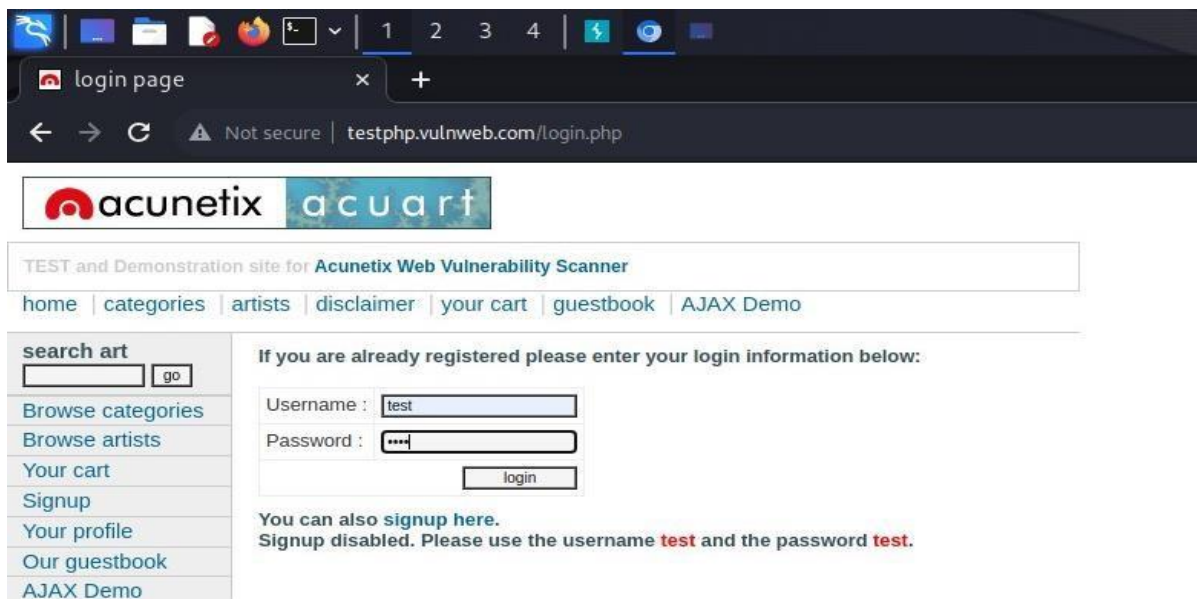 1 2 3 4
login page
Not secure | testphp.vulnweb.com/login.php
acunetix acuart
TEST and Demonstration site for Acunetix Web Vulnerability Scanner
home | categories | artists | disclaimer | your cart | guestbook | AJAX Demo
search art
go
Browse categories
Browse artists
Your cart
Signup
Your profile
Our guestbook
AJAX Demo
If you are already registered please enter your login information below:
Username : test
Password : ••••
login
You can also signup here.
Signup disabled. Please use the username test and the password test.